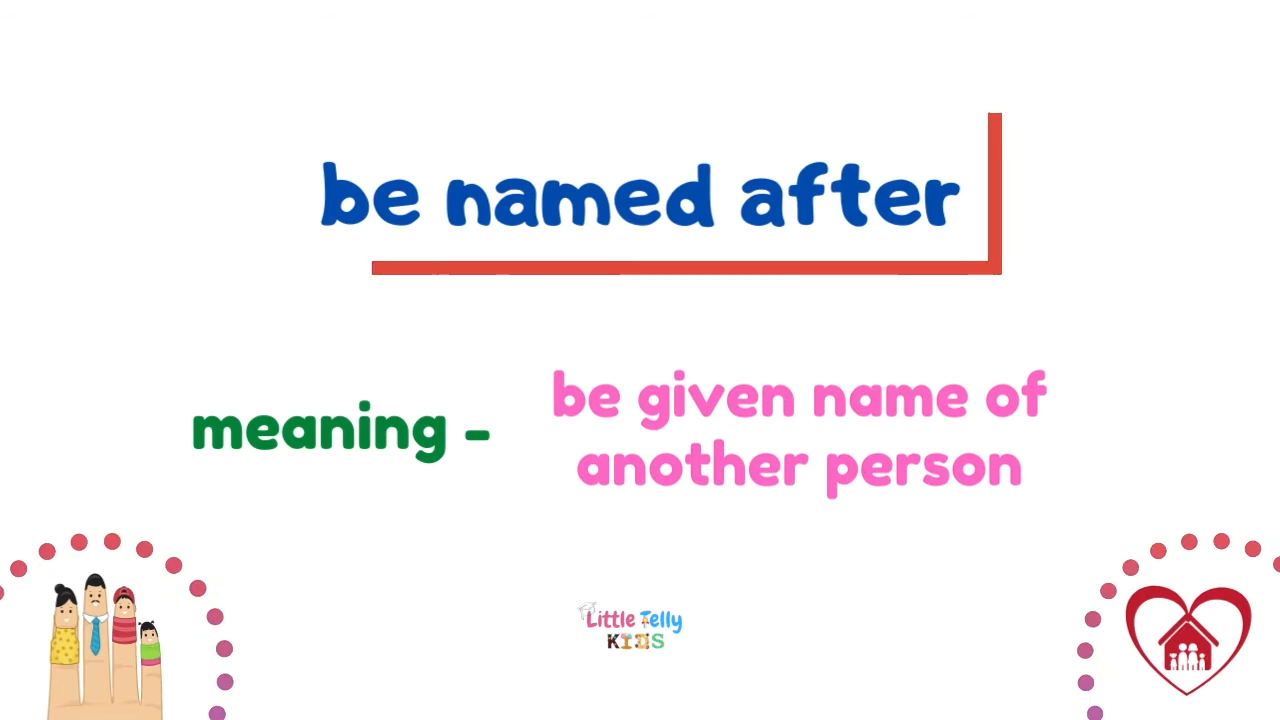 be named after
meaning -
be given name of
another person
Little Telly
KIDS